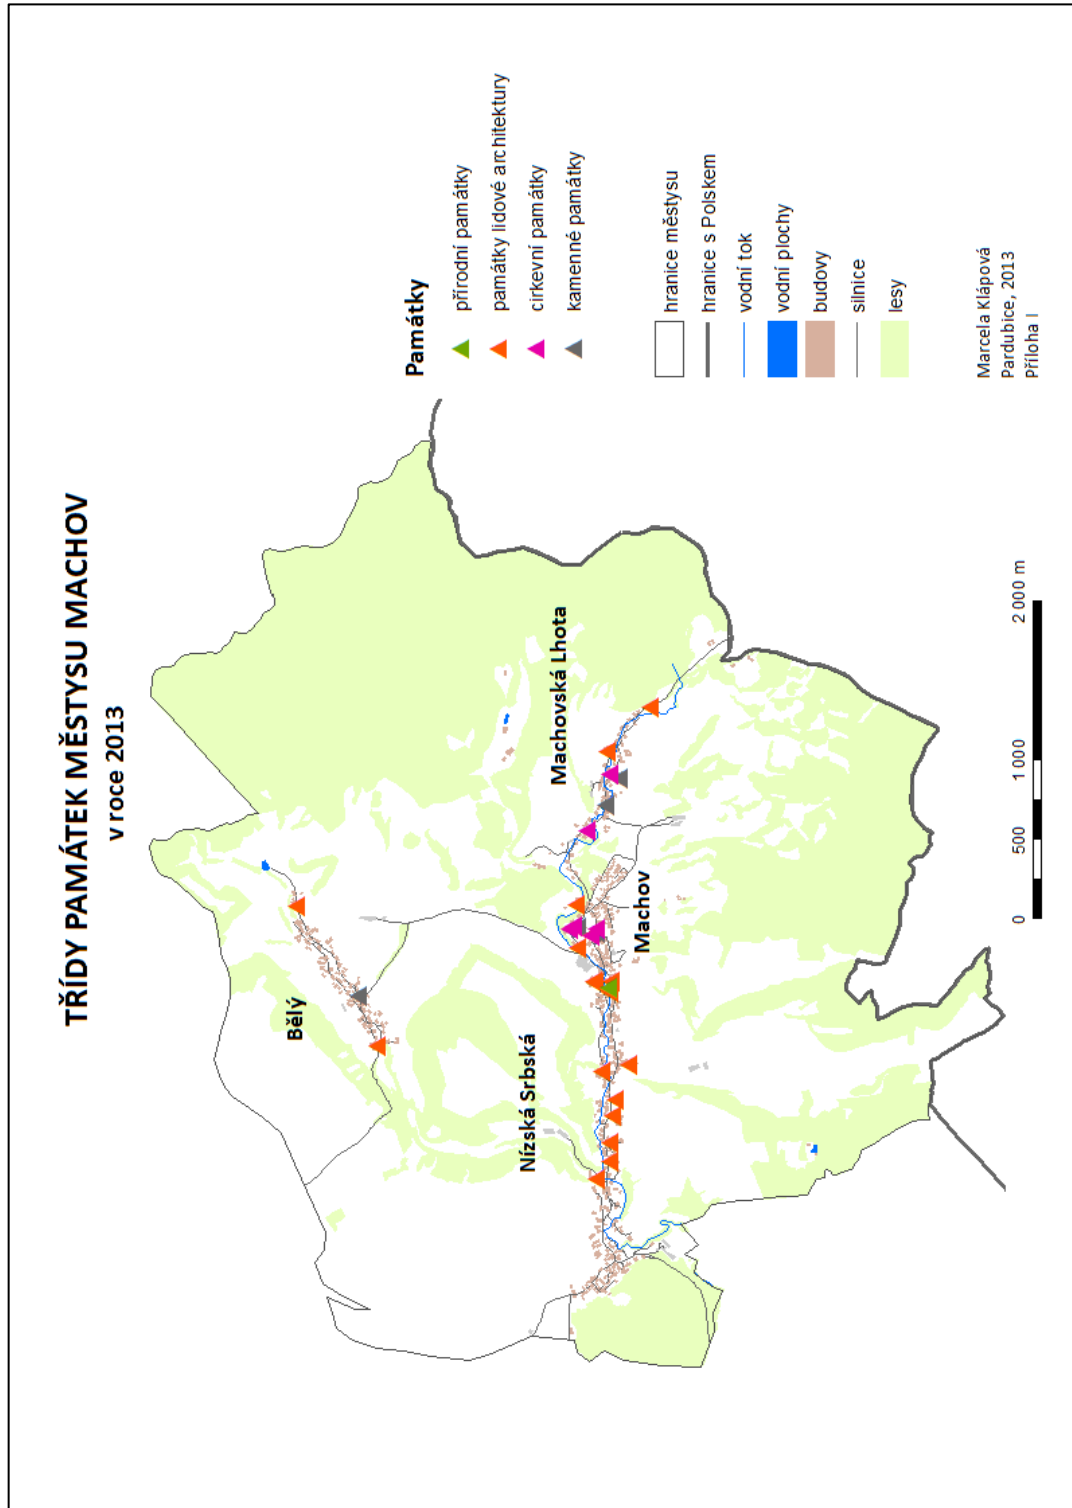 TŘÍDY PAMÁTEK MĚSTYSU MACHOV
v roce 2013
Bělý
Nízská Srbská
Machov
Machovská Lhota
Památky
přírodní památky
památky lidové architektury
církevní památky
kamenné památky
hranice městysu
hranice s Polskem
vodní tok
vodní plochy
budovy
silnice
lesy
0 500 1 000 2 000 m
Marcela Klápová
Pardubice, 2013
Příloha I